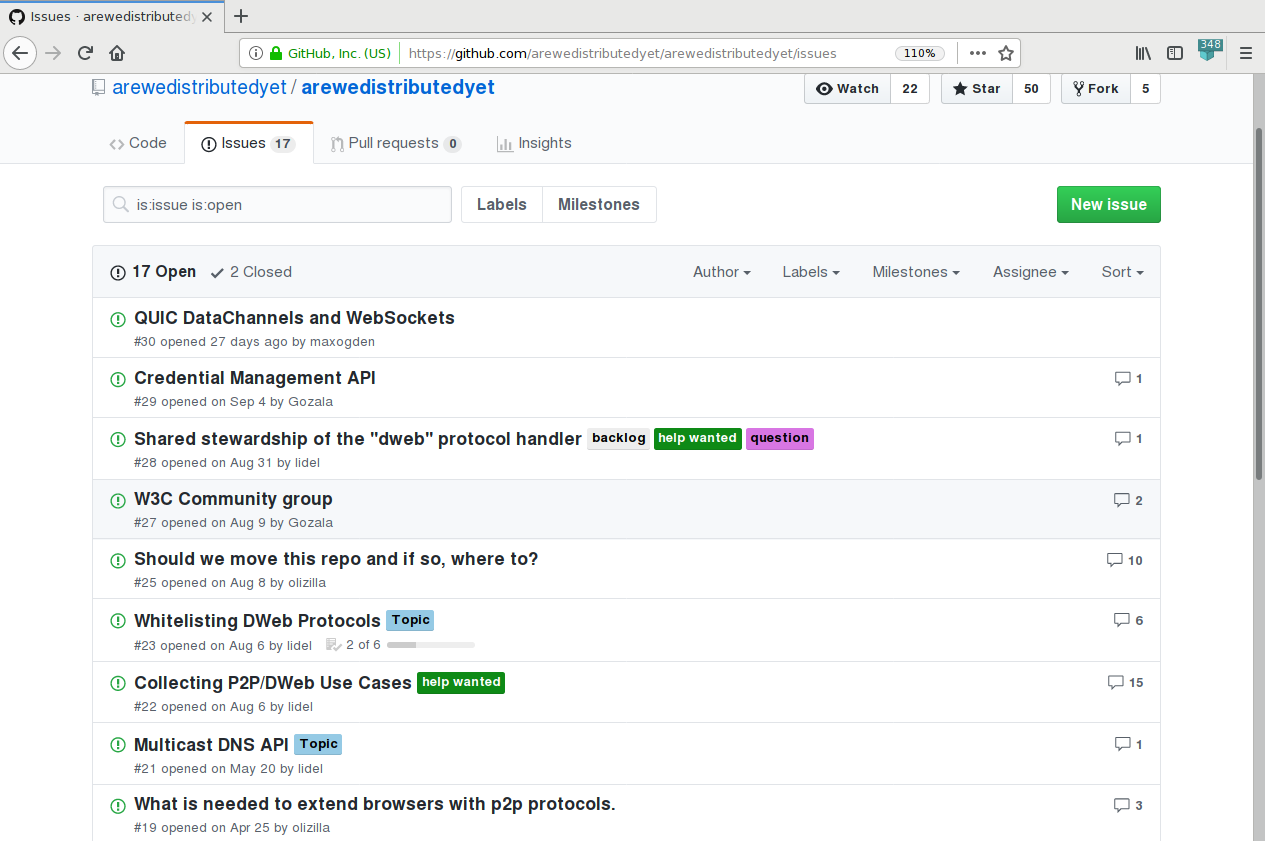 Issues · arewedistributedy
GitHub, Inc. (US) https://github.com/arewedistributedyet/arewedistributedyet/issues 110% 348
arewedistributedyet / arewedistributedyet Watch 22 Star 50 Fork 5
Code Issues 17 Pull requests 0 Insights
is:issue is:open Labels Milestones New issue
17 Open 2 Closed Author Labels Milestones Assignee Sort
QUIC DataChannels and WebSockets
#30 opened 27 days ago by maxogden
Credential Management API 1
#29 opened on Sep 4 by Gozala
Shared stewardship of the "dweb" protocol handler backlog help wanted question 1
#28 opened on Aug 31 by lidel
W3C Community group 2
#27 opened on Aug 9 by Gozala
Should we move this repo and if so, where to? 10
#25 opened on Aug 8 by olizilla
Whitelisting DWeb Protocols Topic 6
#23 opened on Aug 6 by lidel 2 of 6
Collecting P2P/DWeb Use Cases help wanted 15
#22 opened on Aug 6 by lidel
Multicast DNS API Topic 1
#21 opened on May 20 by lidel
What is needed to extend browsers with p2p protocols. 3
#19 opened on Apr 25 by olizilla